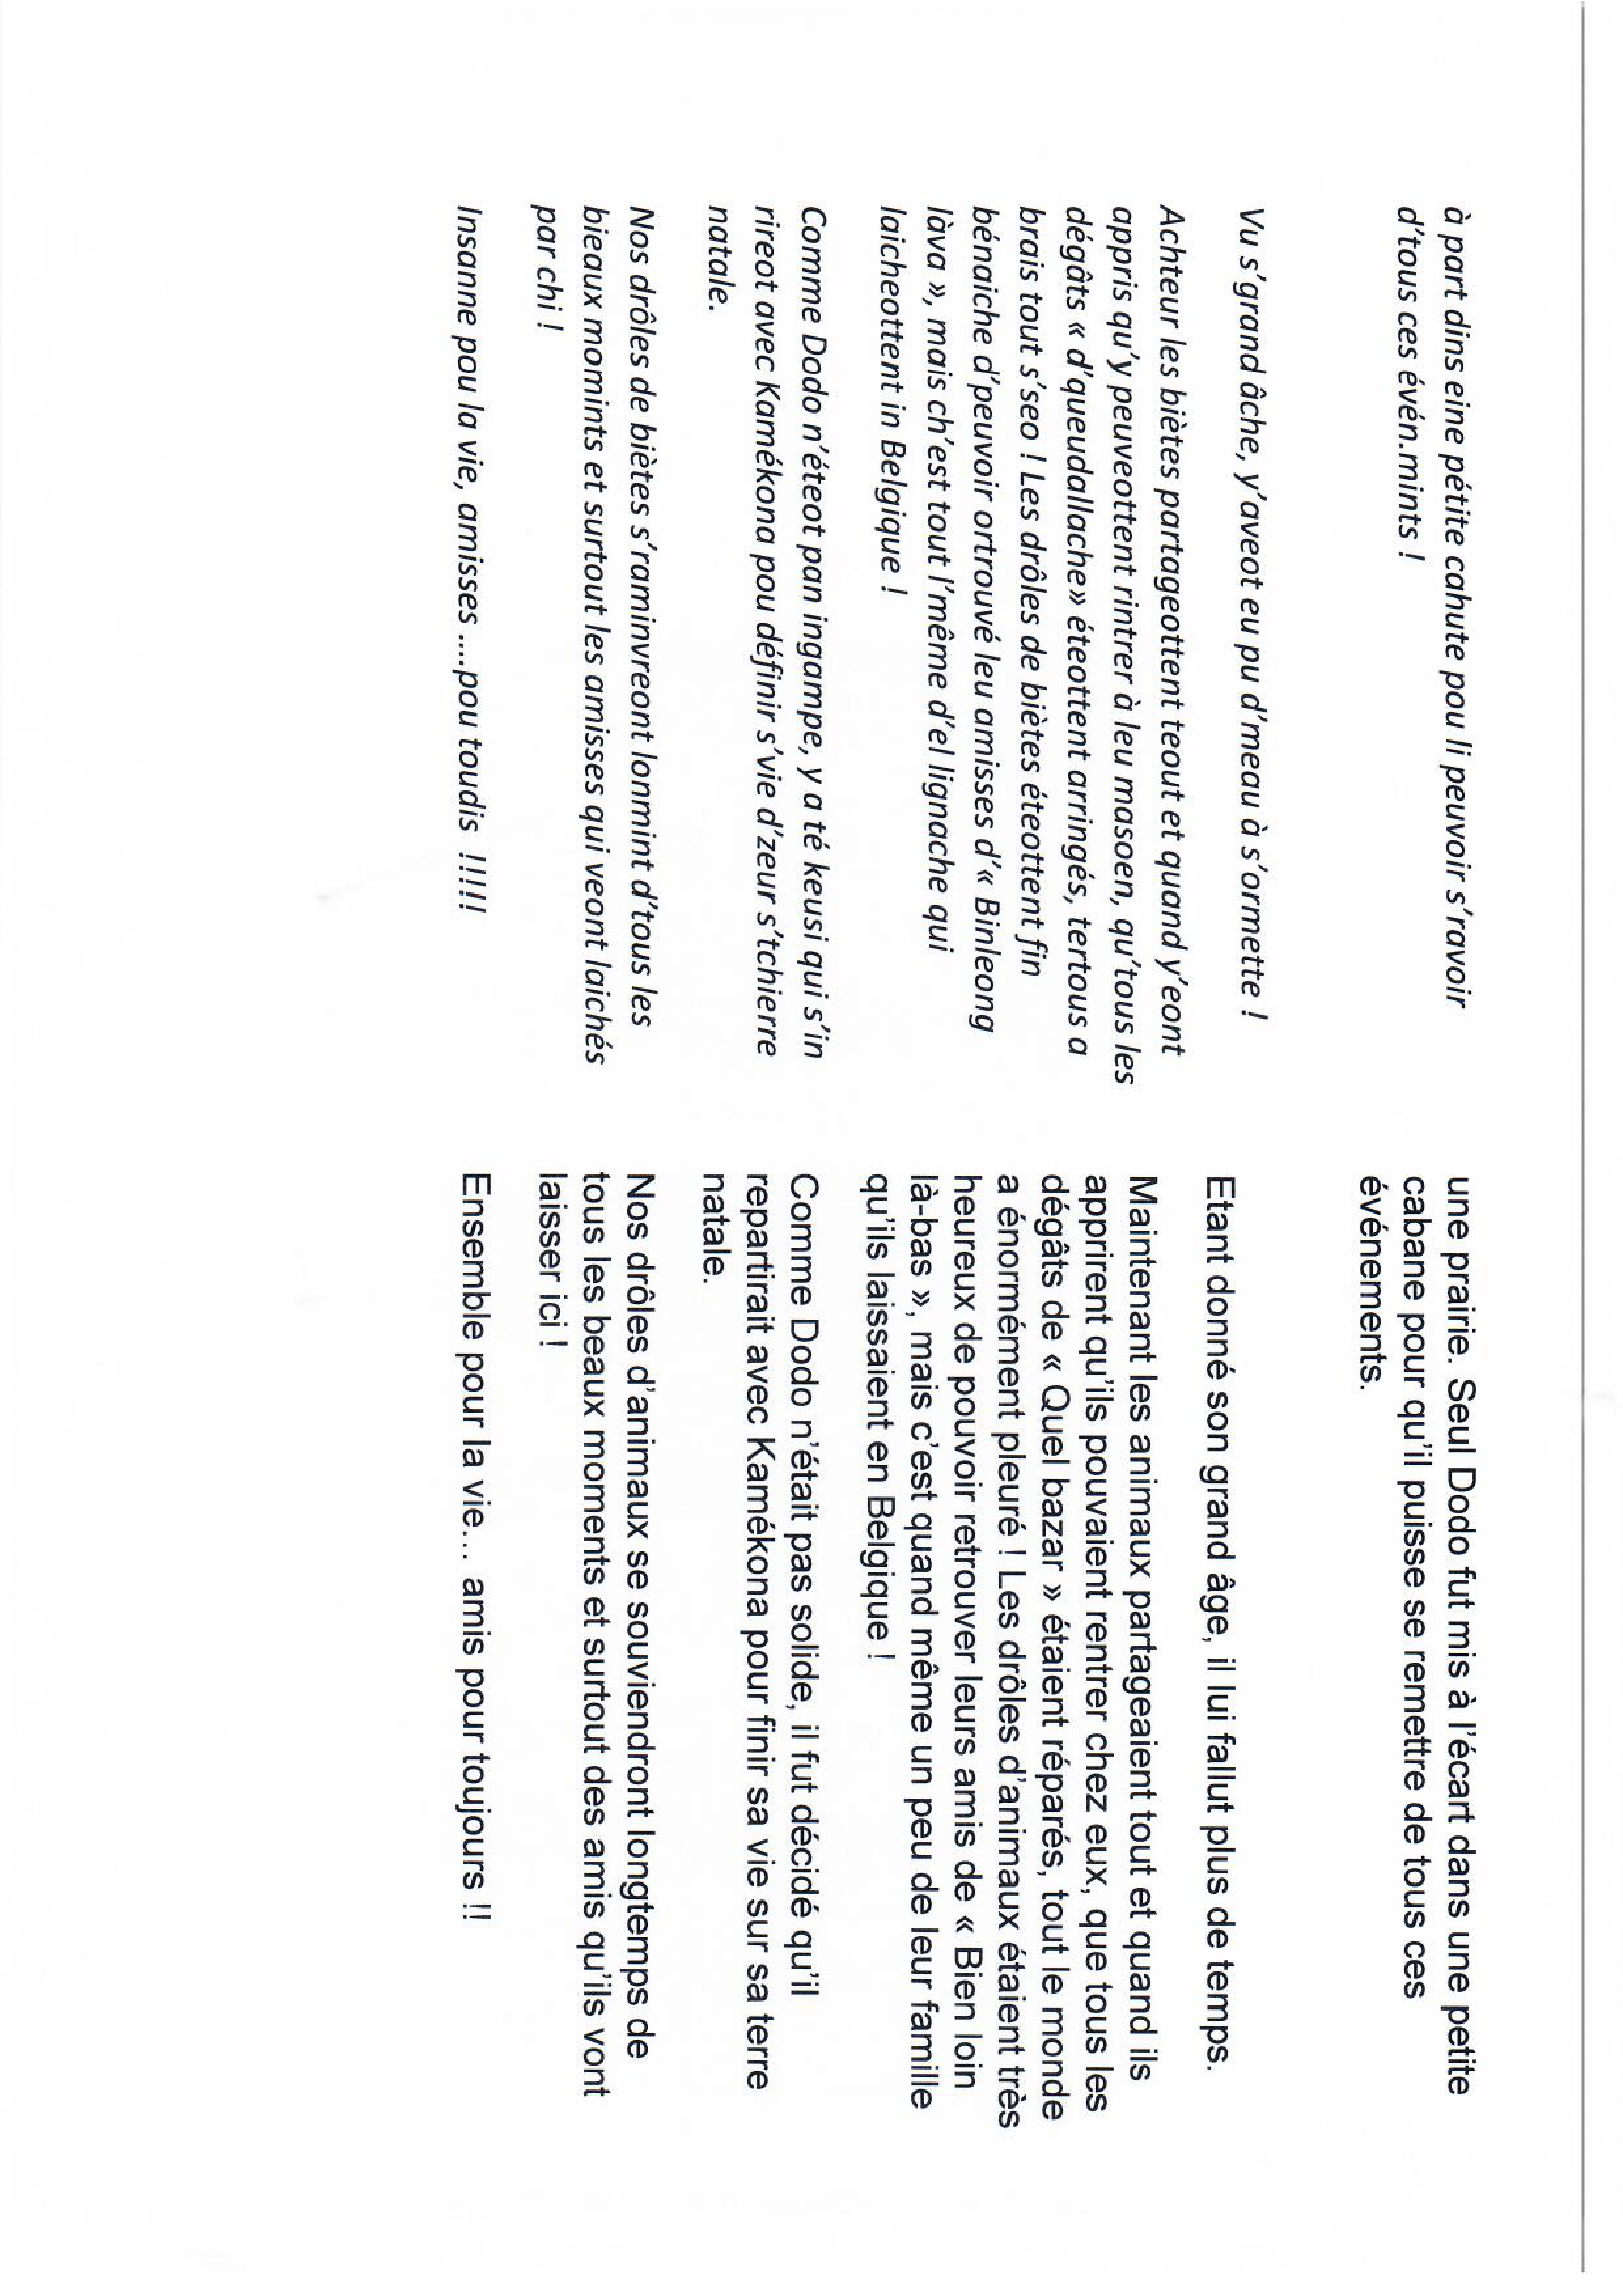 à part dins eine pétite cahute pou li peuvoir s’ravoir
d’tous ces évén.mints !
Vu s’grand âche, y’aveot eu pu d’meau à s’ormette !
Achteur les biètes partageottent teout et quand y’eont
appris qu’y peuveottent rintrer à leu masoen, qu’tous les
dégâts « d’queudallache» éteottent arringés, tertous a
brais tout s’seo ! Les drôles de biètes éteottent fin
bénaiche d’peuvoir ortrouvé leu amisses d’« Binleong
làva », mais ch’est tout l’même d’el lignache qui
laicheottent in Belgique !
Comme Dodo n’éteot pan ingampe, y a té keusi qui s’in
rireot avec Kamékona pou définir s’vie d’zeur s’tchierre
natale.
Nos drôles de biètes s’raminvreont lonmint d’tous les
bieaux momints et surtout les amisses qui veont laichés
par chi !
Insanne pou la vie, amisses ....pou toudis !!!!!
une prairie. Seul Dodo fut mis à l’écart dans une petite
cabane pour qu’il puisse se remettre de tous ces
événements.
Etant donné son grand âge, il lui fallut plus de temps.
Maintenant les animaux partageaient tout et quand ils
apprirent qu’ils pouvaient rentrer chez eux, que tous les
dégâts de « Quel bazar » étaient réparés, tout le monde
a énormément pleuré ! Les drôles d’animaux étaient très
heureux de pouvoir retrouver leurs amis de « Bien loin
là-bas », mais c’est quand même un peu de leur famille
qu’ils laissaient en Belgique !
Comme Dodo n’était pas solide, il fut décidé qu’il
repartirait avec Kamékona pour finir sa vie sur sa terre
natale.
Nos drôles d’animaux se souviendront longtemps de
tous les beaux moments et surtout des amis qu’ils vont
laisser ici !
Ensemble pour la vie… amis pour toujours !!